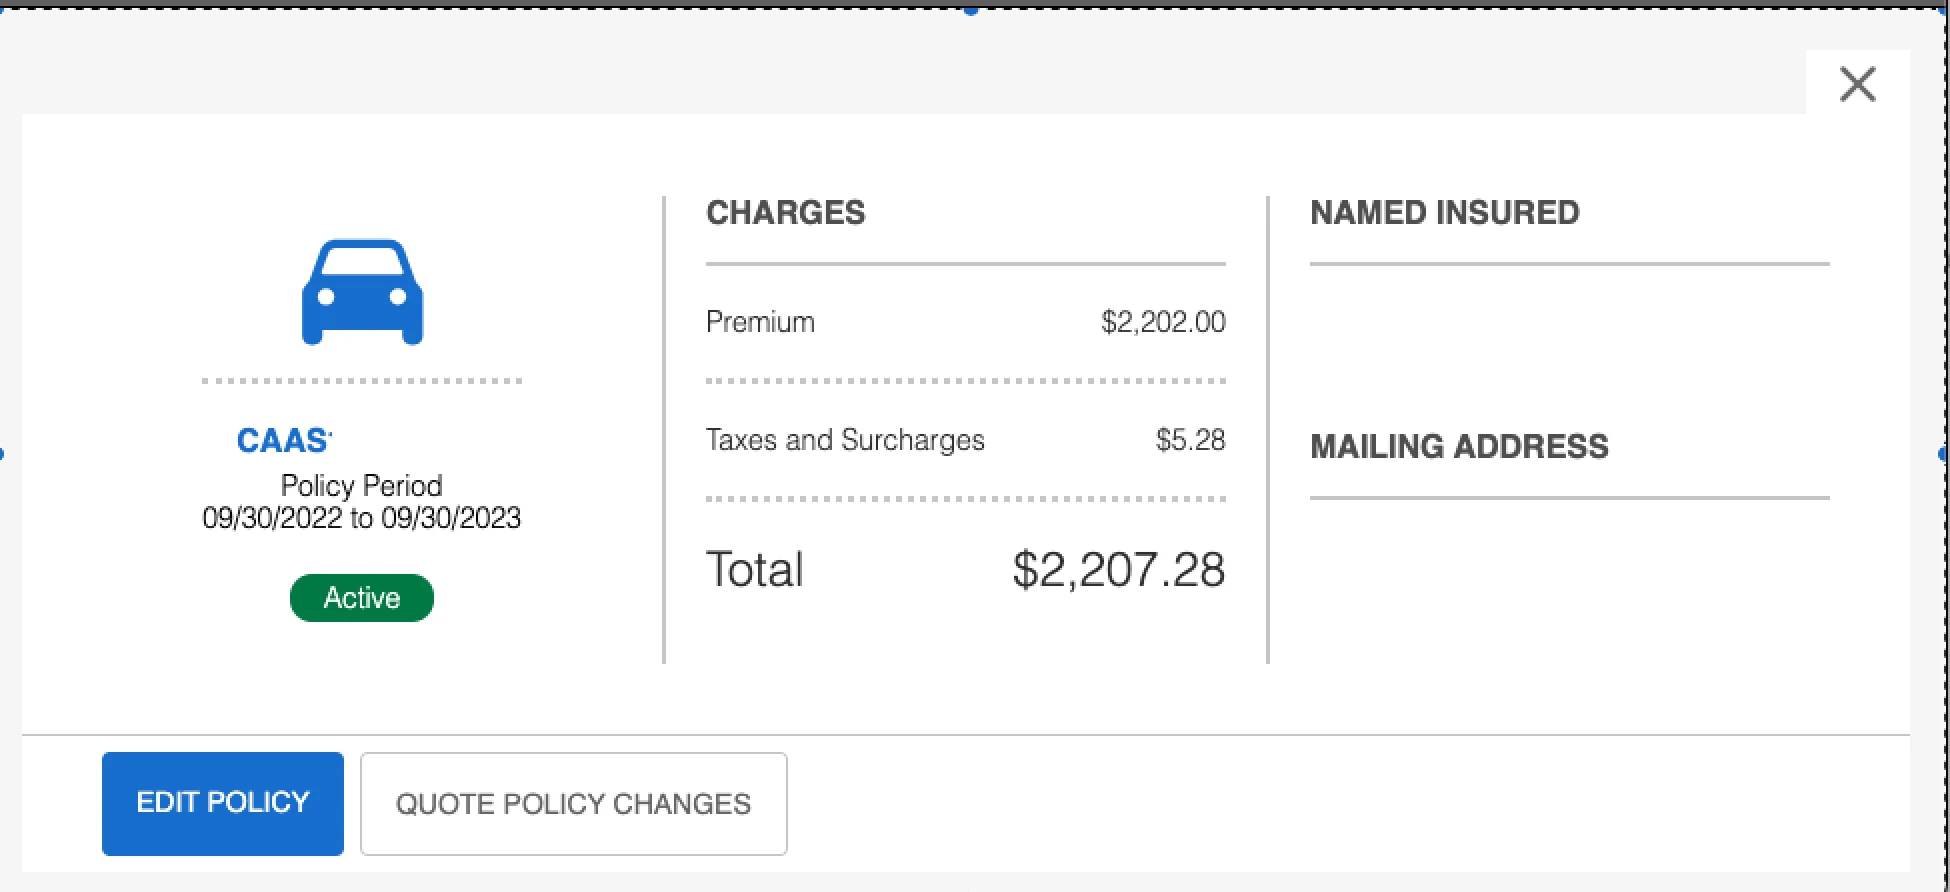 CAAS
Policy Period
09/30/2022 to 09/30/2023
Active
CHARGES
Premium $2,202.00
Taxes and Surcharges $5.28
Total $2,207.28
NAMED INSURED
MAILING ADDRESS
EDIT POLICY
QUOTE POLICY CHANGES